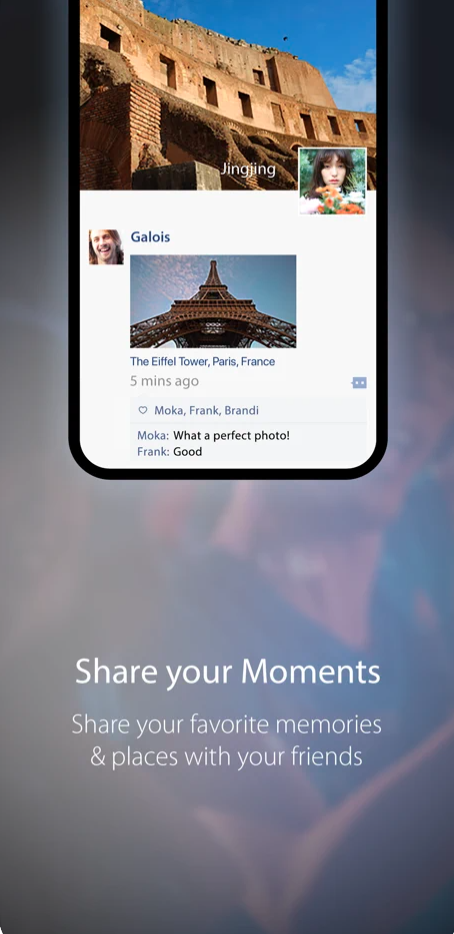 Jingjing
Galois
The Eiffel Tower, Paris, France
5 mins ago
Moka, Frank, Brandi
Moka: What a perfect photo!
Frank: Good
Share your Moments
Share your favorite memories
& places with your friends